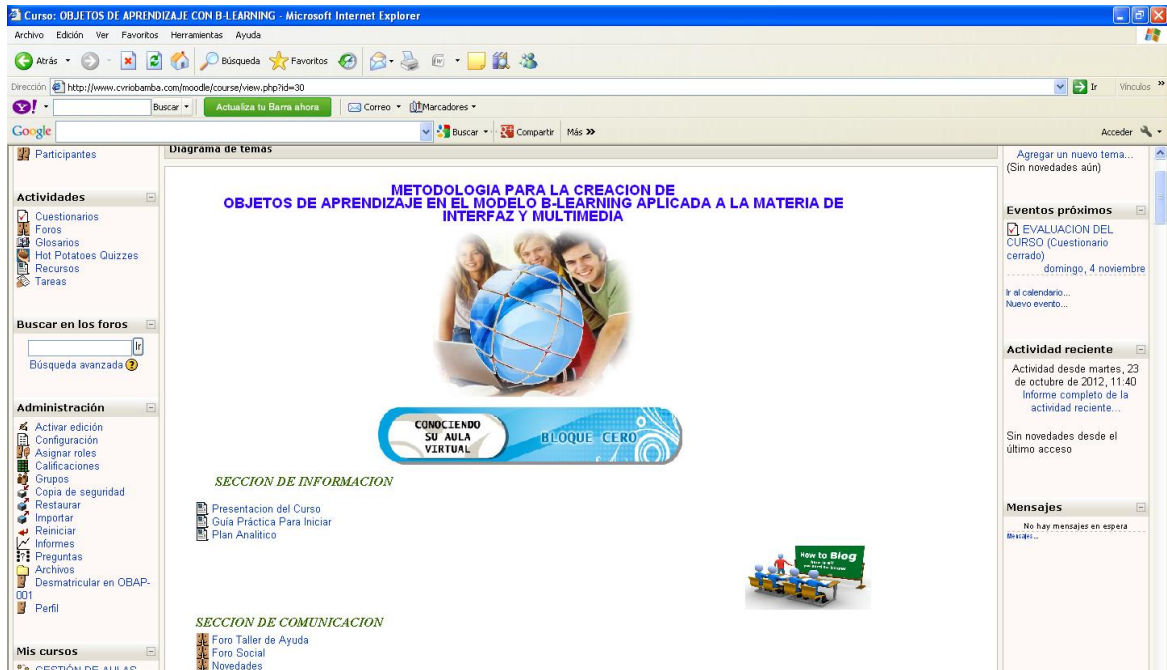 Curso: OBJETOS DE APRENDIZAJE CON B-LEARNING - Microsoft Internet Explorer
Archivo Edición Ver Favoritos Herramientas Ayuda
Atrás Búsqueda Favoritos
Dirección http://www.cvriobamba.com/moodle/course/view.php?id=30 Ir Vínculos »
Y! Buscar Actualiza tu Barra ahora Correo Marcadores
Google Buscar Compartir Más » Acceder
Participantes
Actividades
Cuestionarios
Foros
Glosarios
Hot Potatoes Quizzes
Recursos
Tareas
Buscar en los foros
Ir
Búsqueda avanzada ?
Administración
Activar edición
Configuración
Asignar roles
Calificaciones
Grupos
Copia de seguridad
Restaurar
Importar
Reiniciar
Informes
Preguntas
Archivos
Desmatricular en OBAP-
001
Perfil
Mis cursos
GESTIÓN DE AULAS
Diagrama de temas
METODOLOGIA PARA LA CREACION DE
OBJETOS DE APRENDIZAJE EN EL MODELO B-LEARNING APLICADA A LA MATERIA DE
INTERFAZ Y MULTIMEDIA
CONOCIENDO
SU AULA
VIRTUAL
BLOQUE CERO
SECCION DE INFORMACION
Presentacion del Curso
Guía Práctica Para Iniciar
Plan Analitico
How to Blog
SECCION DE COMUNICACION
Foro Taller de Ayuda
Foro Social
Novedades
Agregar un nuevo tema...
(Sin novedades aún)
Eventos próximos
EVALUACION DEL
CURSO (Cuestionario
cerrado)
domingo, 4 noviembre
Ir al calendario...
Nuevo evento...
Actividad reciente
Actividad desde martes, 23
de octubre de 2012, 11:40
Informe completo de la
actividad reciente...
Sin novedades desde el
último acceso
Mensajes
No hay mensajes en espera
Mensajes...